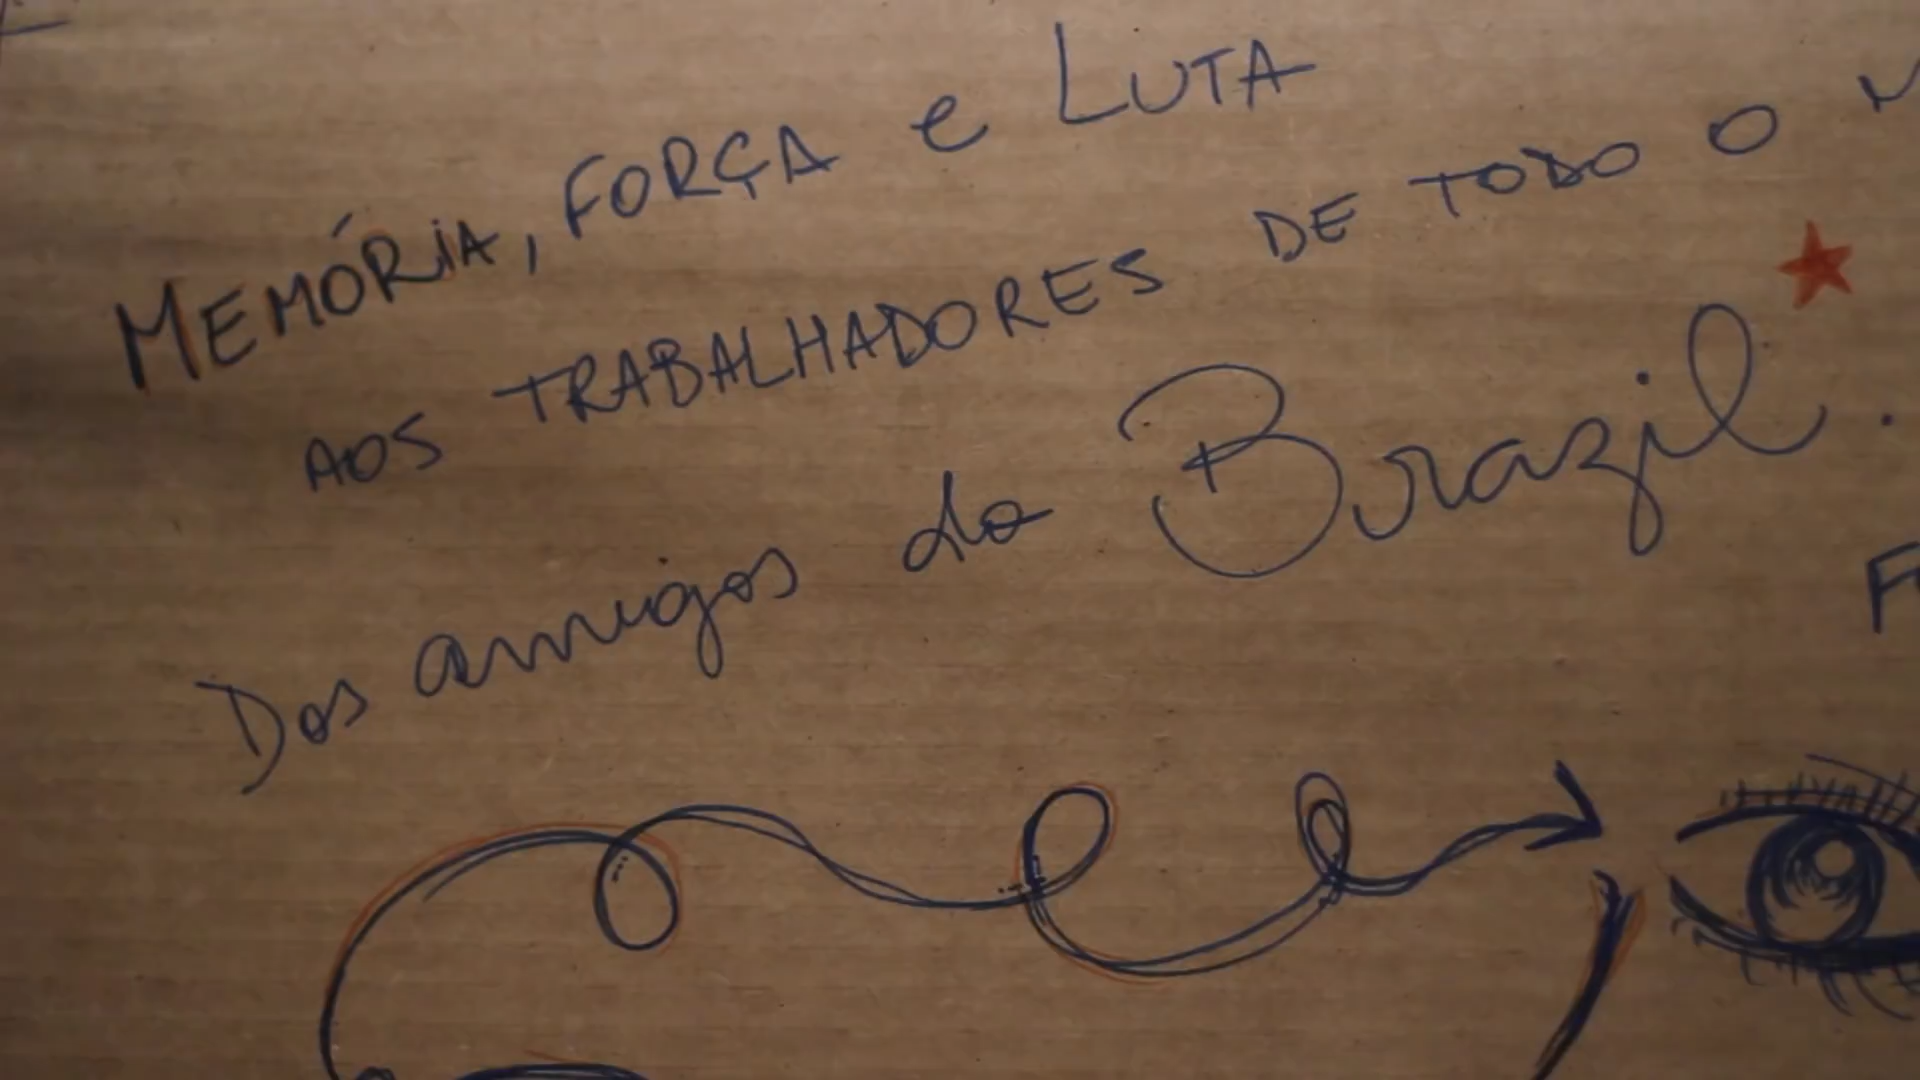 MEMÓRiA, FORÇA e LUTA
AOS TRABALHADORES DE TODO O M
Dos amigos do Brazil.
F